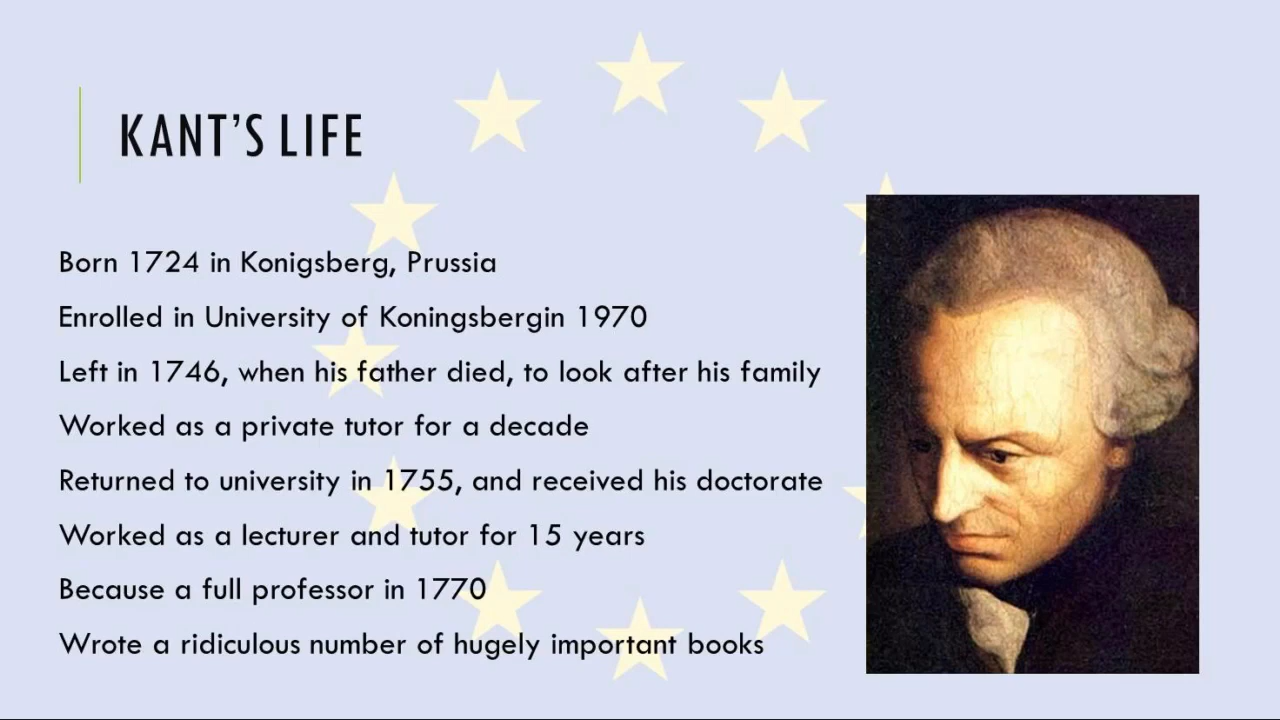 KANT'S LIFE
Born 1724 in Konigsberg, Prussia
Enrolled in University of Koningsbergin 1970
Left in 1746, when his father died, to look after his family
Worked as a private tutor for a decade
Returned to university in 1755, and received his doctorate
Worked as a lecturer and tutor for 15 years
Because a full professor in 1770
Wrote a ridiculous number of hugely important books